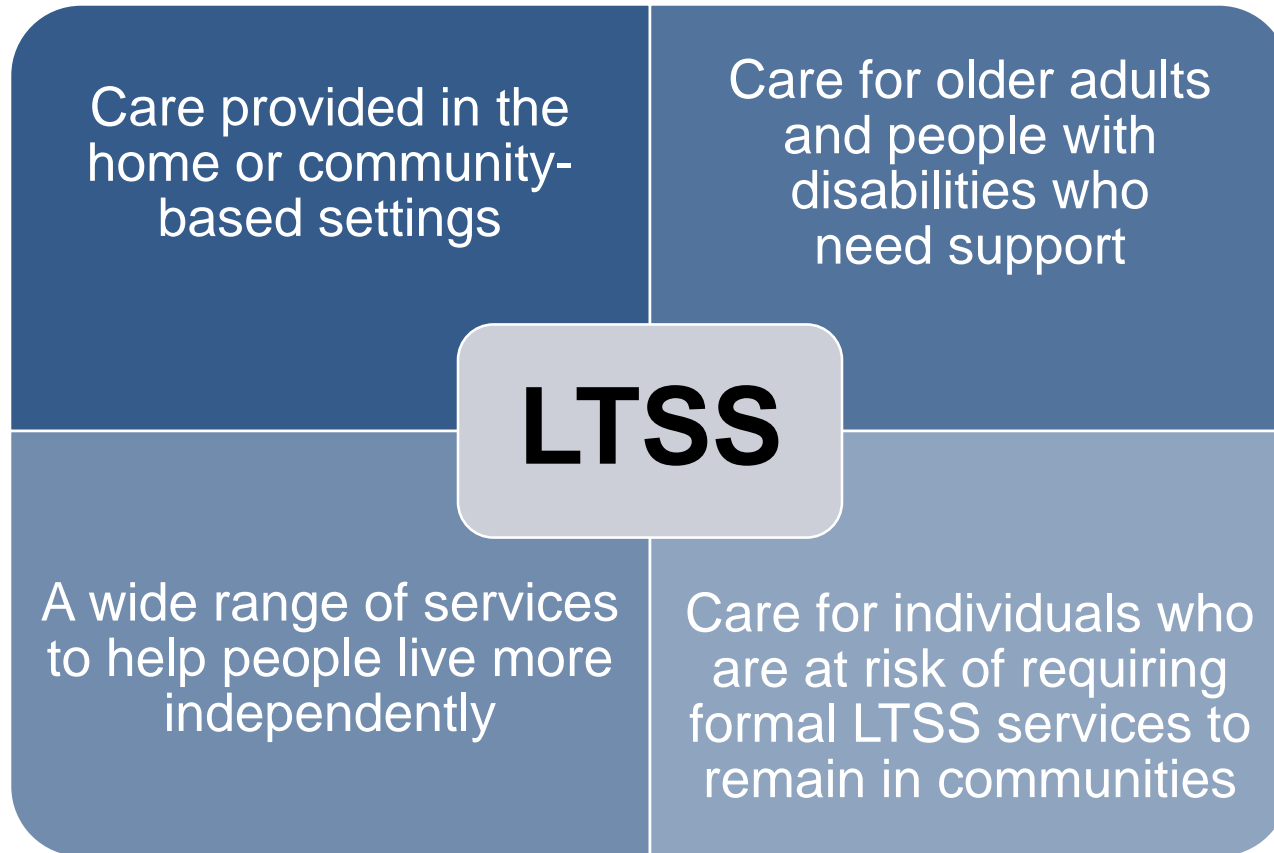 Care provided in the
home or community-
based settings
Care for older adults
and people with
disabilities who
need support
LTSS
A wide range of services
to help people live more
independently
Care for individuals who
are at risk of requiring
formal LTSS services to
remain in communities